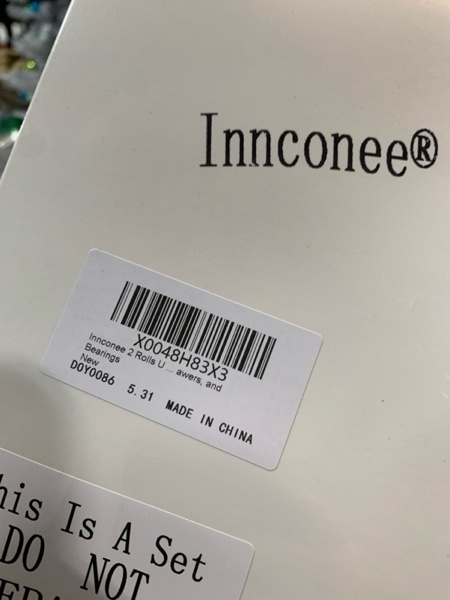 Innconee®
X0048H83X3
Innconee 2 Rolls U ... awers, and
Bearings
New
DOY0086 5.31 MADE IN CHINA
his Is A Set
DO NOT